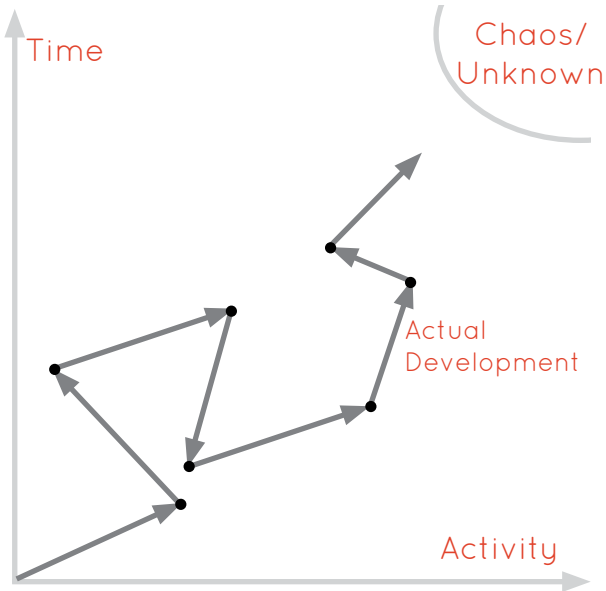 Time
Chaos/
Unknown
Actual
Development
Activity